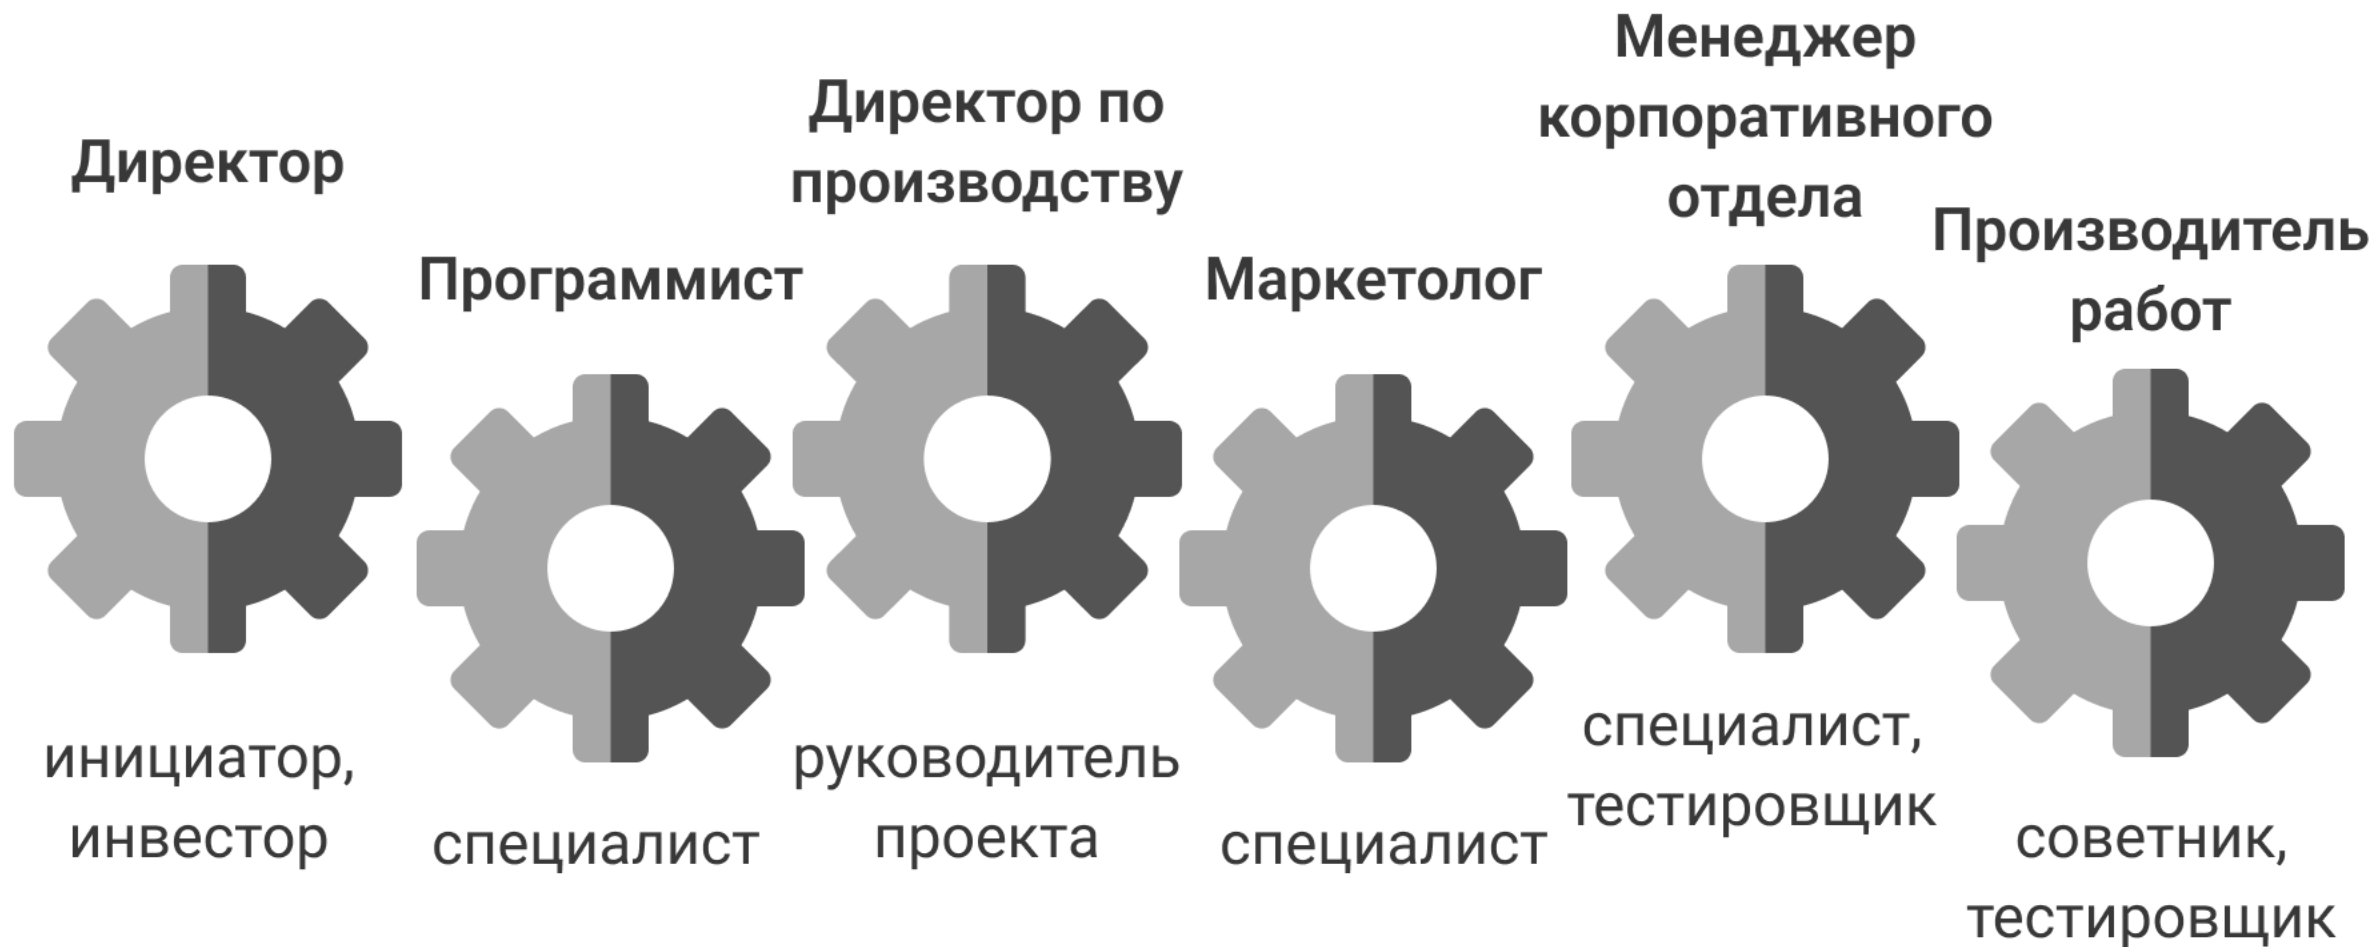 Директор
инициатор,
инвестор
Программист
специалист
Директор по
производству
руководитель
проекта
Маркетолог
специалист
Менеджер
корпоративного
отдела
специалист,
тестировщик
Производитель
работ
советник,
тестировщик